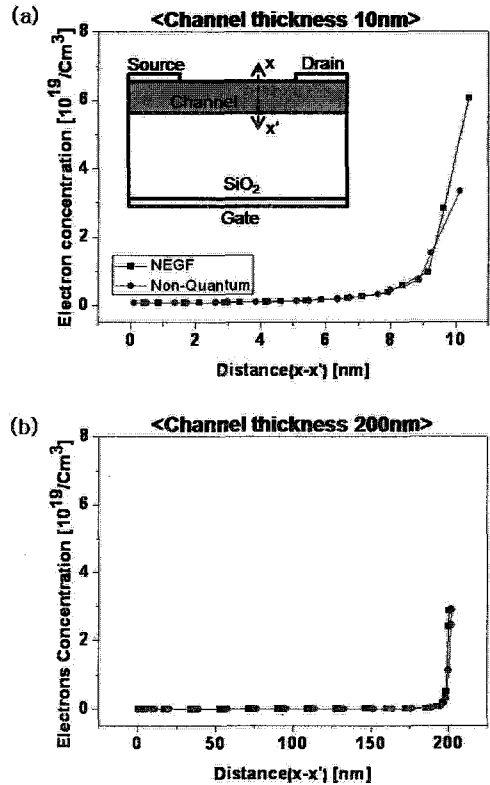 (a)
<Channel thickness 10nm>
Electron concentration [10^19/Cm^3]
8
6
4
2
0
Source
x
Drain
Channel
x'
SiO2
Gate
NEGF
Non-Quantum
0 2 4 6 8 10
Distance(x-x') [nm]
(b)
<Channel thickness 200nm>
Electrons Concentration [10^19/Cm^3]
8
6
4
2
0
0 50 100 150 200
Distance(x-x') [nm]